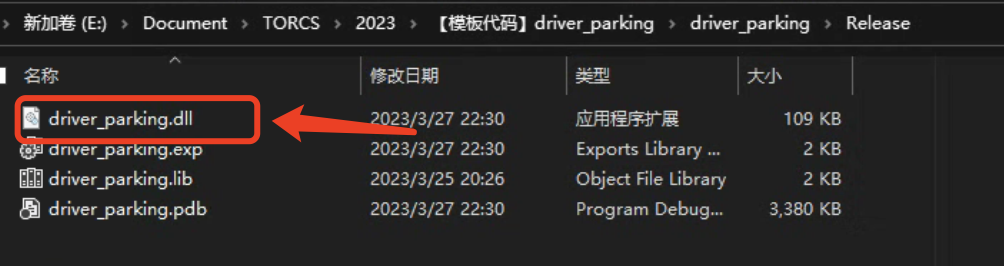 新加卷 (E:) › Document › TORCS › 2023 › 【模板代码】driver_parking › driver_parking › Release
名称 修改日期 类型 大小
driver_parking.dll 2023/3/27 22:30 应用程序扩展 109 KB
driver_parking.exp 2023/3/27 22:30 Exports Library ... 2 KB
driver_parking.lib 2023/3/25 20:26 Object File Library 2 KB
driver_parking.pdb 2023/3/27 22:30 Program Debug... 3,380 KB